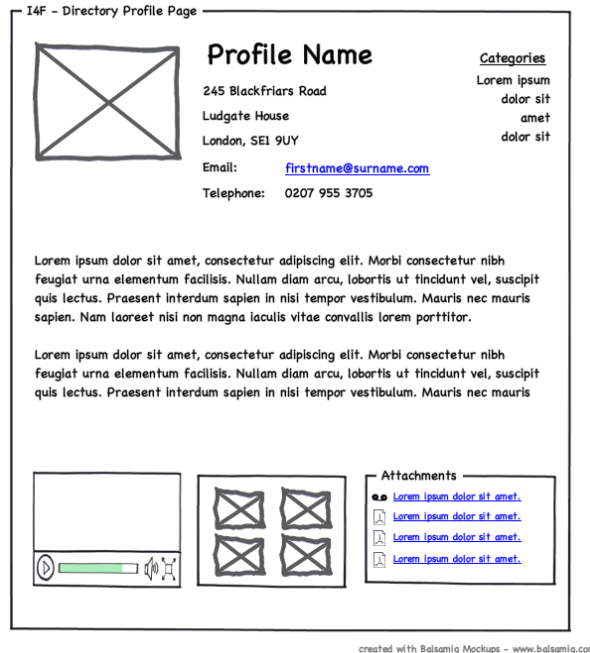 I4F - Directory Profile Page
Profile Name
245 Blackfriars Road
Ludgate House
London, SE1 9UY
Email: firstname@surname.com
Telephone: 0207 955 3705
Categories
Lorem ipsum
dolor sit
amet
dolor sit
Lorem ipsum dolor sit amet, consectetur adipiscing elit. Morbi consectetur nibh
feugiat urna elementum facilisis. Nullam diam arcu, lobortis ut tincidunt vel, suscipit
quis lectus. Praesent interdum sapien in nisi tempor vestibulum. Mauris nec mauris
sapien. Nam laoreet nisi non magna iaculis vitae convallis lorem porttitor.
Lorem ipsum dolor sit amet, consectetur adipiscing elit. Morbi consectetur nibh
feugiat urna elementum facilisis. Nullam diam arcu, lobortis ut tincidunt vel, suscipit
quis lectus. Praesent interdum sapien in nisi tempor vestibulum. Mauris nec mauris
Attachments
Lorem ipsum dolor sit amet.
Lorem ipsum dolor sit amet.
Lorem ipsum dolor sit amet.
Lorem ipsum dolor sit amet.
created with Balsamiq Mockups - www.balsamiq.com